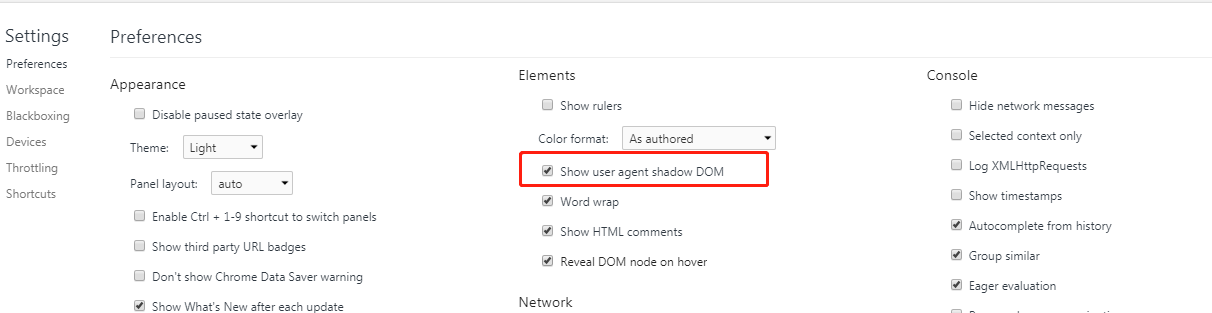 Settings
Preferences
Workspace
Blackboxing
Devices
Throttling
Shortcuts
Preferences
Appearance
Disable paused state overlay
Theme: Light
Panel layout: auto
Enable Ctrl + 1-9 shortcut to switch panels
Show third party URL badges
Don't show Chrome Data Saver warning
Show What's New after each update
Elements
Show rulers
Color format: As authored
Show user agent shadow DOM
Word wrap
Show HTML comments
Reveal DOM node on hover
Network
Console
Hide network messages
Selected context only
Log XMLHttpRequests
Show timestamps
Autocomplete from history
Group similar
Eager evaluation